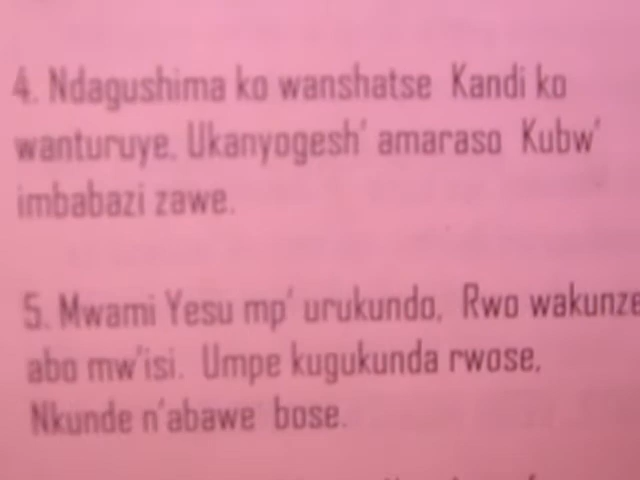 4. Ndagushima ko wanshatse Kandi ko
wanturuye. Ukanyogesh' amaraso Kubw'
imbabazi zawe.
5. Mwami Yesu mp' urukundo, Rwo wakunze
abo mw'isi. Umpe kugukunda rwose,
Nkunde n'abawe bose.